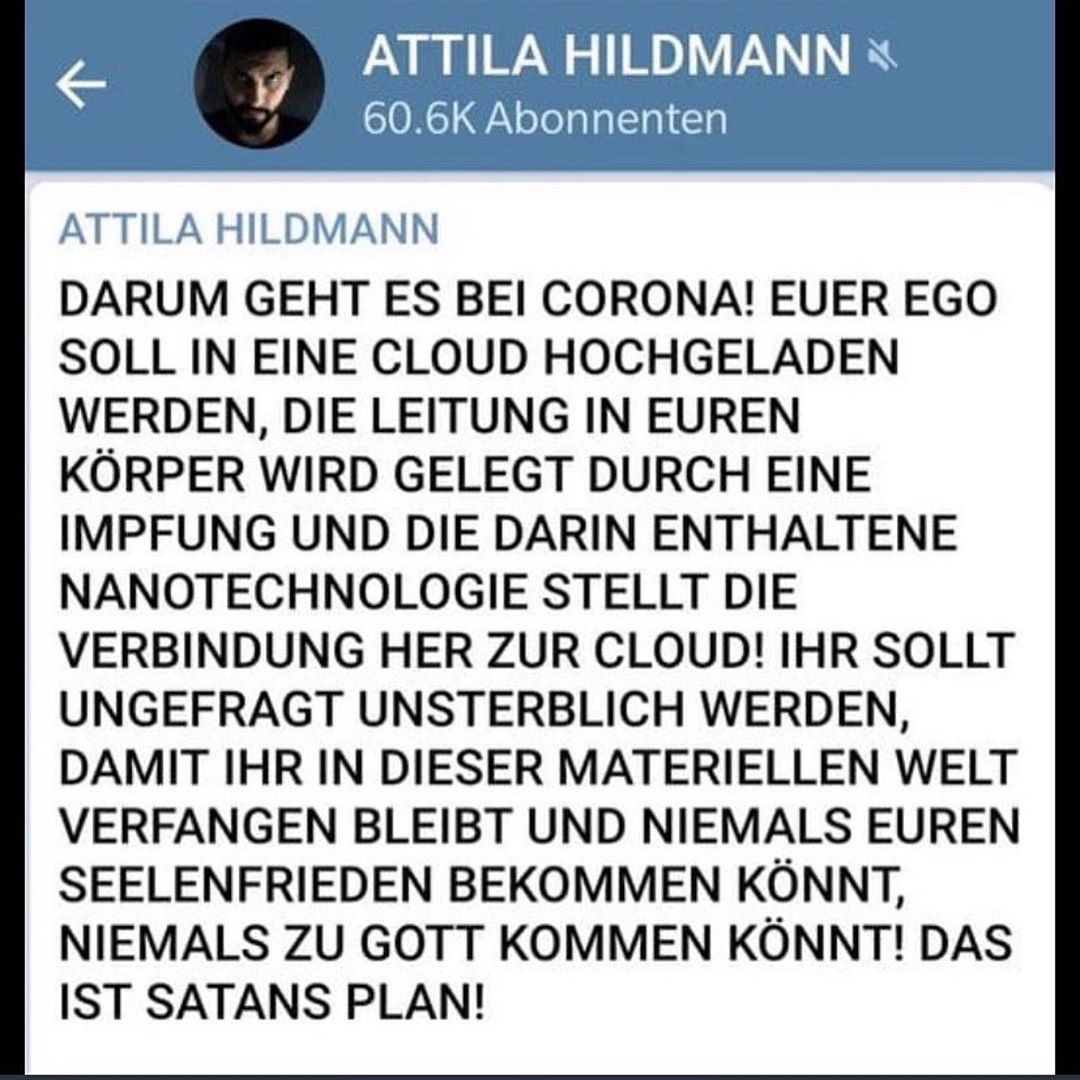 ATTILA HILDMANN
60.6K Abonnenten
ATTILA HILDMANN
DARUM GEHT ES BEI CORONA! EUER EGO
SOLL IN EINE CLOUD HOCHGELADEN
WERDEN, DIE LEITUNG IN EUREN
KÖRPER WIRD GELEGT DURCH EINE
IMPFUNG UND DIE DARIN ENTHALTENE
NANOTECHNOLOGIE STELLT DIE
VERBINDUNG HER ZUR CLOUD! IHR SOLLT
UNGEFRAGT UNSTERBLICH WERDEN,
DAMIT IHR IN DIESER MATERIELLEN WELT
VERFANGEN BLEIBT UND NIEMALS EUREN
SEELENFRIEDEN BEKOMMEN KÖNNT,
NIEMALS ZU GOTT KOMMEN KÖNNT! DAS
IST SATANS PLAN!